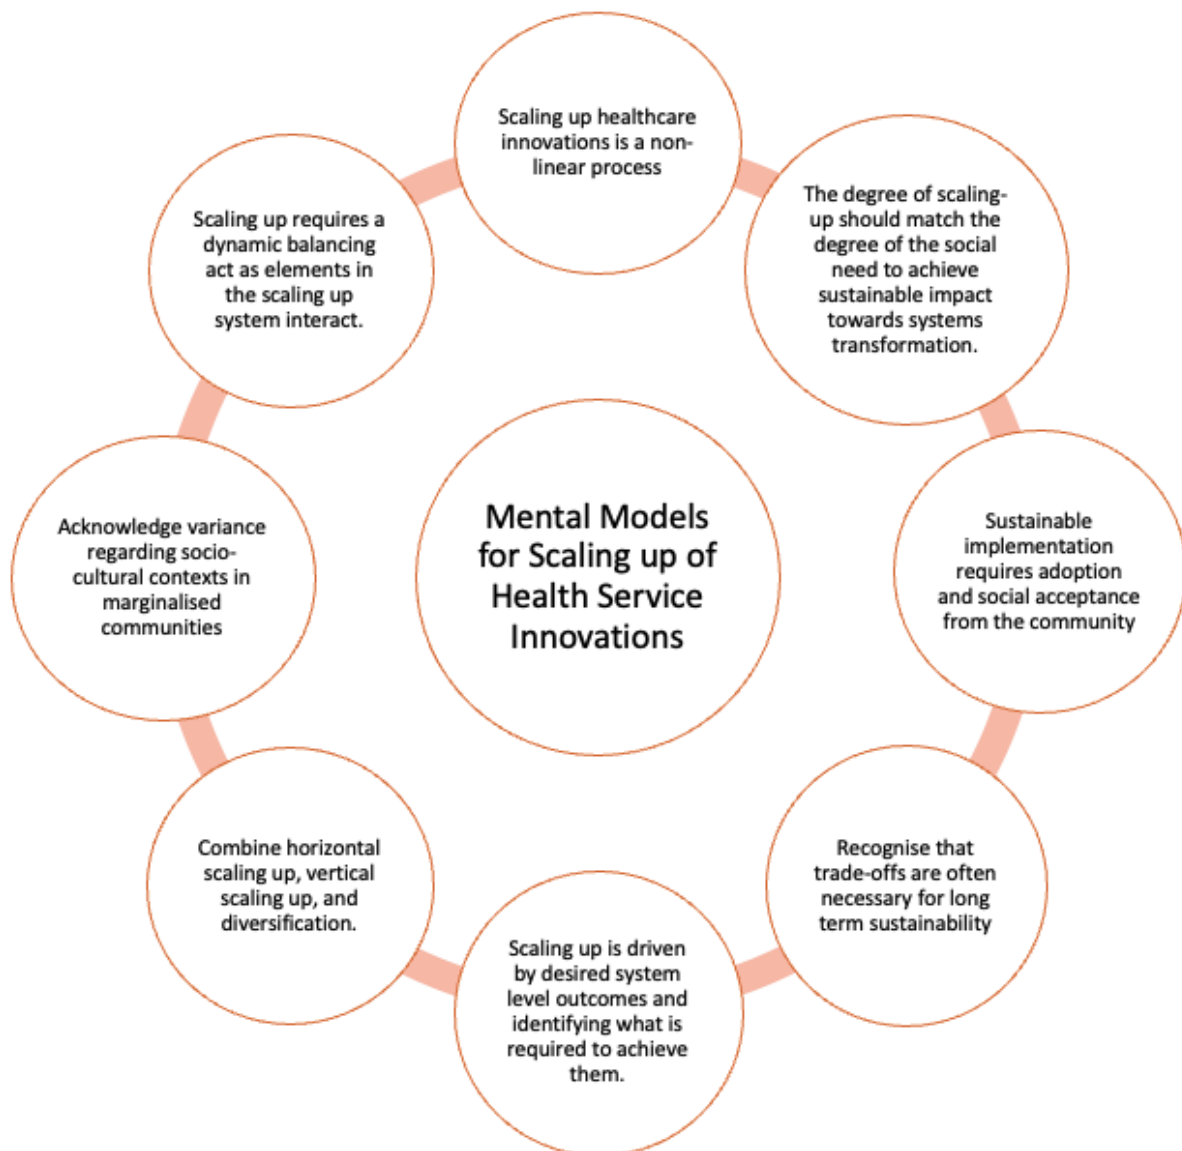 Scaling up healthcare
innovations is a non-
linear process
The degree of scaling-
up should match the
degree of the social
need to achieve
sustainable impact
towards systems
transformation.
Sustainable
implementation
requires adoption
and social acceptance
from the community
Recognise that
trade-offs are often
necessary for long
term sustainability
Scaling up is driven
by desired system
level outcomes and
identifying what is
required to achieve
them.
Combine horizontal
scaling up, vertical
scaling up, and
diversification.
Acknowledge variance
regarding socio-
cultural contexts in
marginalised
communities
Scaling up requires a
dynamic balancing
act as elements in
the scaling up
system interact.
Mental Models
for Scaling up of
Health Service
Innovations